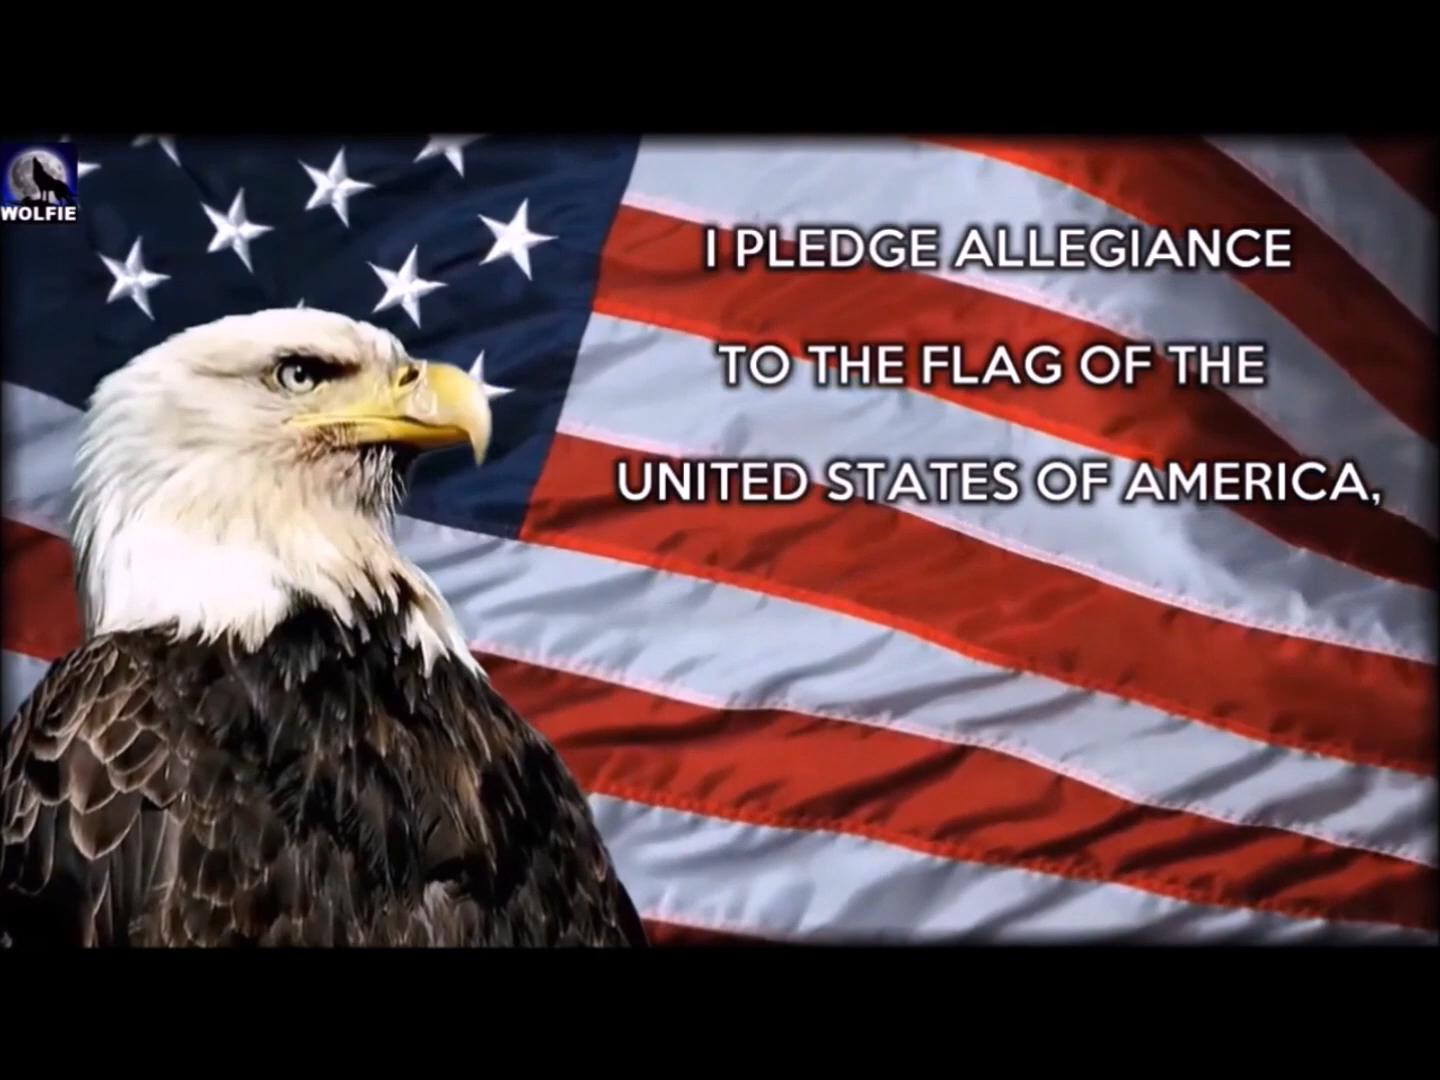 WOLFIE
I PLEDGE ALLEGIANCE
TO THE FLAG OF THE
UNITED STATES OF AMERICA,